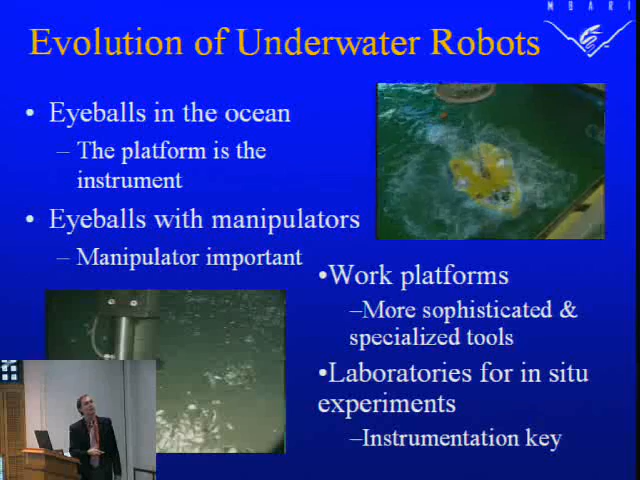 MBARI
Evolution of Underwater Robots
• Eyeballs in the ocean
– The platform is the
instrument
• Eyeballs with manipulators
– Manipulator important
•Work platforms
–More sophisticated &
specialized tools
•Laboratories for in situ
experiments
–Instrumentation key